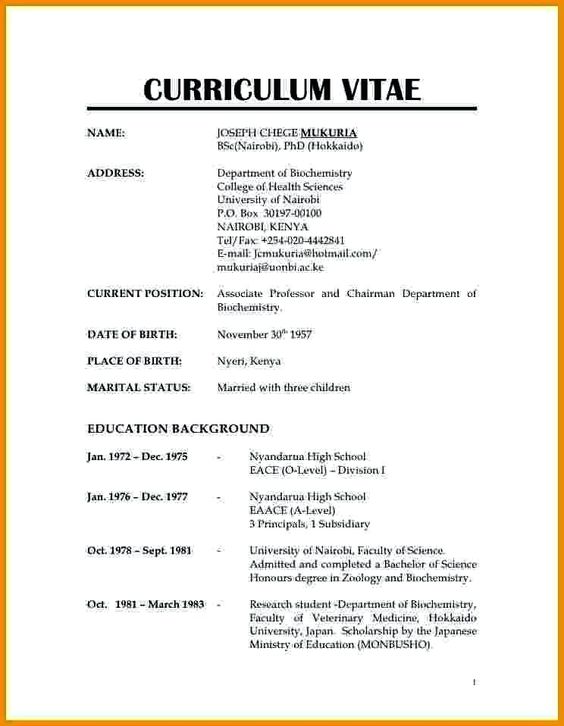 CURRICULUM VITAE
NAME: JOSEPH CHEGE MUKURIA
BSc(Nairobi), PhD (Hokkaido)
ADDRESS: Department of Biochemistry
College of Health Sciences
University of Nairobi
P.O. Box 30197-00100
NAIROBI, KENYA
Tel/Fax: +254-020-4442841
E-mail: Jcmukuria@hotmail.com/
mukuriaj@uonbi.ac.ke
CURRENT POSITION: Associate Professor and Chairman Department of
Biochemistry.
DATE OF BIRTH: November 30th 1957
PLACE OF BIRTH: Nyeri, Kenya
MARITAL STATUS: Married with three children
EDUCATION BACKGROUND
Jan. 1972 – Dec. 1975 - Nyandarua High School
EACE (O-Level) – Division I
Jan. 1976 – Dec. 1977 - Nyandarua High School
EAACE (A-Level)
3 Principals, 1 Subsidiary
Oct. 1978 – Sept. 1981 - University of Nairobi, Faculty of Science.
Admitted and completed a Bachelor of Science
Honours degree in Zoology and Biochemistry.
Oct. 1981 – March 1983 - Research student -Department of Biochemistry,
Faculty of Veterinary Medicine, Hokkaido
University, Japan. Scholarship by the Japanese
Ministry of Education (MONBUSHO).
1